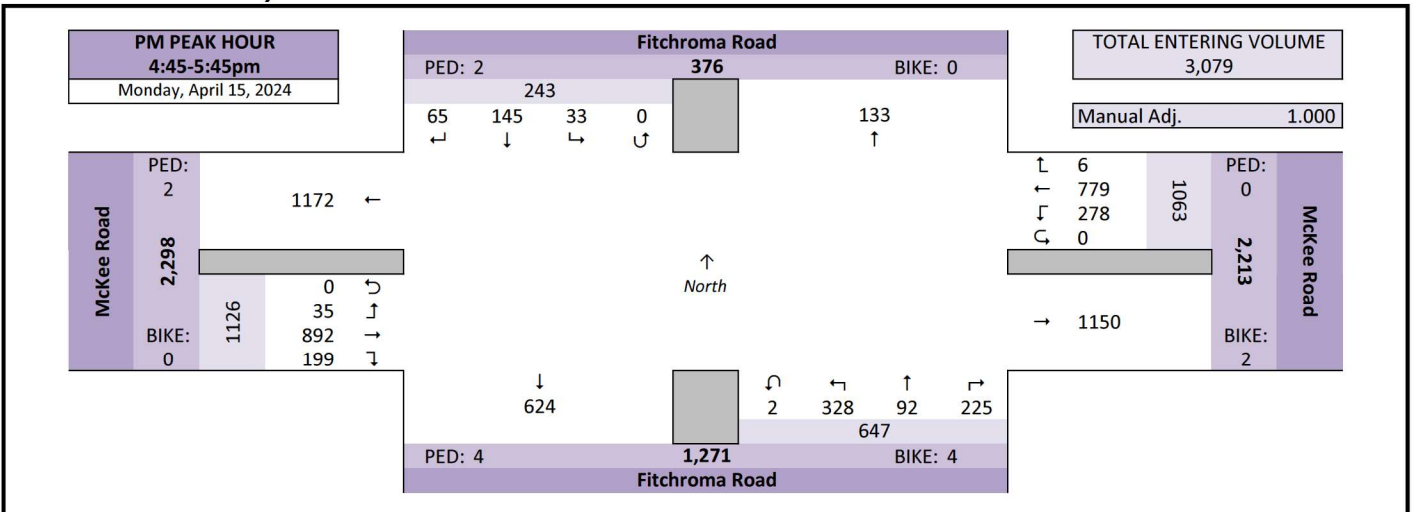 PM PEAK HOUR
4:45-5:45pm
Monday, April 15, 2024
Fitchroma Road
PED: 2 376 BIKE: 0
243
65 145 33 0
133
TOTAL ENTERING VOLUME
3,079
Manual Adj. 1.000
McKee Road
PED:
2
2,298
BIKE:
0
1126
1172 ←
0
35
892 →
199
↑
North
6
← 779
278
0
1063
→ 1150
PED:
0
2,213
BIKE:
2
McKee Road
↓
624
2 328 92 225
647
PED: 4 1,271 BIKE: 4
Fitchroma Road